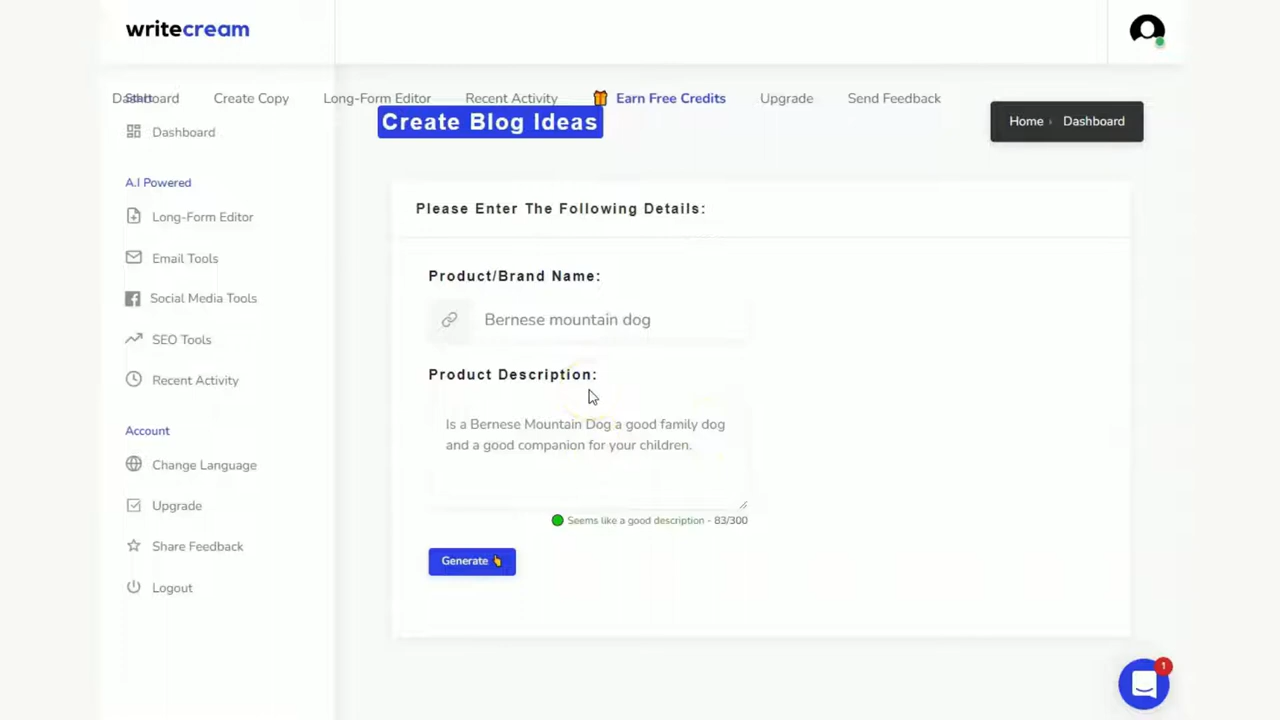 writecream
Dashboard
Create Copy
Long-Form Editor
Recent Activity
Earn Free Credits
Upgrade
Send Feedback
Create Blog Ideas
Home › Dashboard
Start
Dashboard
A.I Powered
Long-Form Editor
Email Tools
Social Media Tools
SEO Tools
Recent Activity
Account
Change Language
Upgrade
Share Feedback
Logout
Please Enter The Following Details:
Product/Brand Name:
Bernese mountain dog
Product Description:
Is a Bernese Mountain Dog a good family dog
and a good companion for your children.
Seems like a good description - 83/300
Generate
1